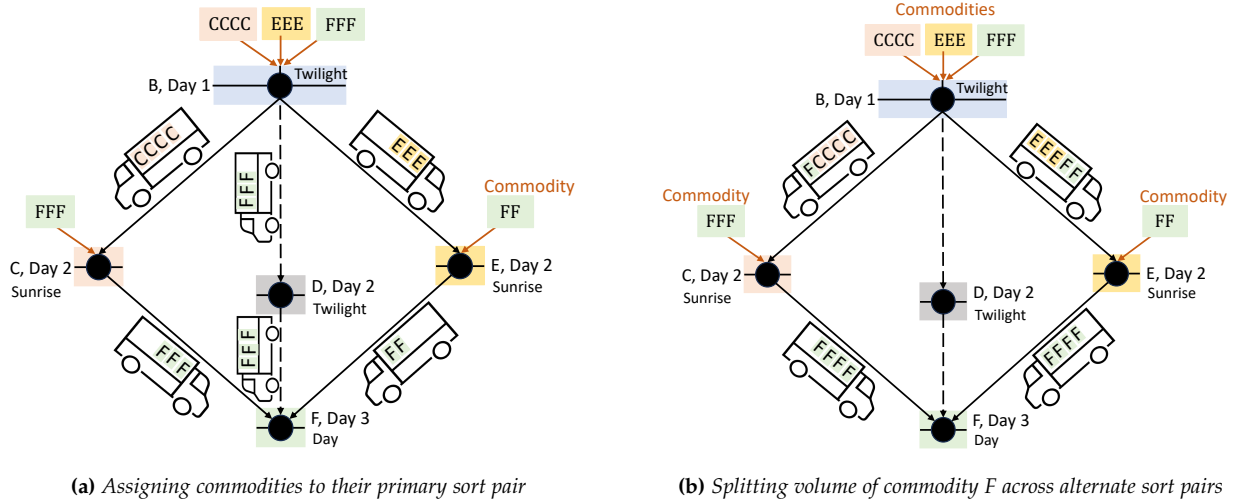 CCCC EEE FFF
Twilight
B, Day 1
CCCC
FFF
EEE
Commodity
FFF
FF
C, Day 2
Sunrise
E, Day 2
Sunrise
D, Day 2
Twilight
FFF
FFF
FF
F, Day 3
Day
(a) Assigning commodities to their primary sort pair
Commodities
CCCC EEE FFF
Twilight
B, Day 1
FCCCC
EEEFF
Commodity
FFF
Commodity
FF
C, Day 2
Sunrise
E, Day 2
Sunrise
D, Day 2
Twilight
FFFF
FFFF
F, Day 3
Day
(b) Splitting volume of commodity F across alternate sort pairs